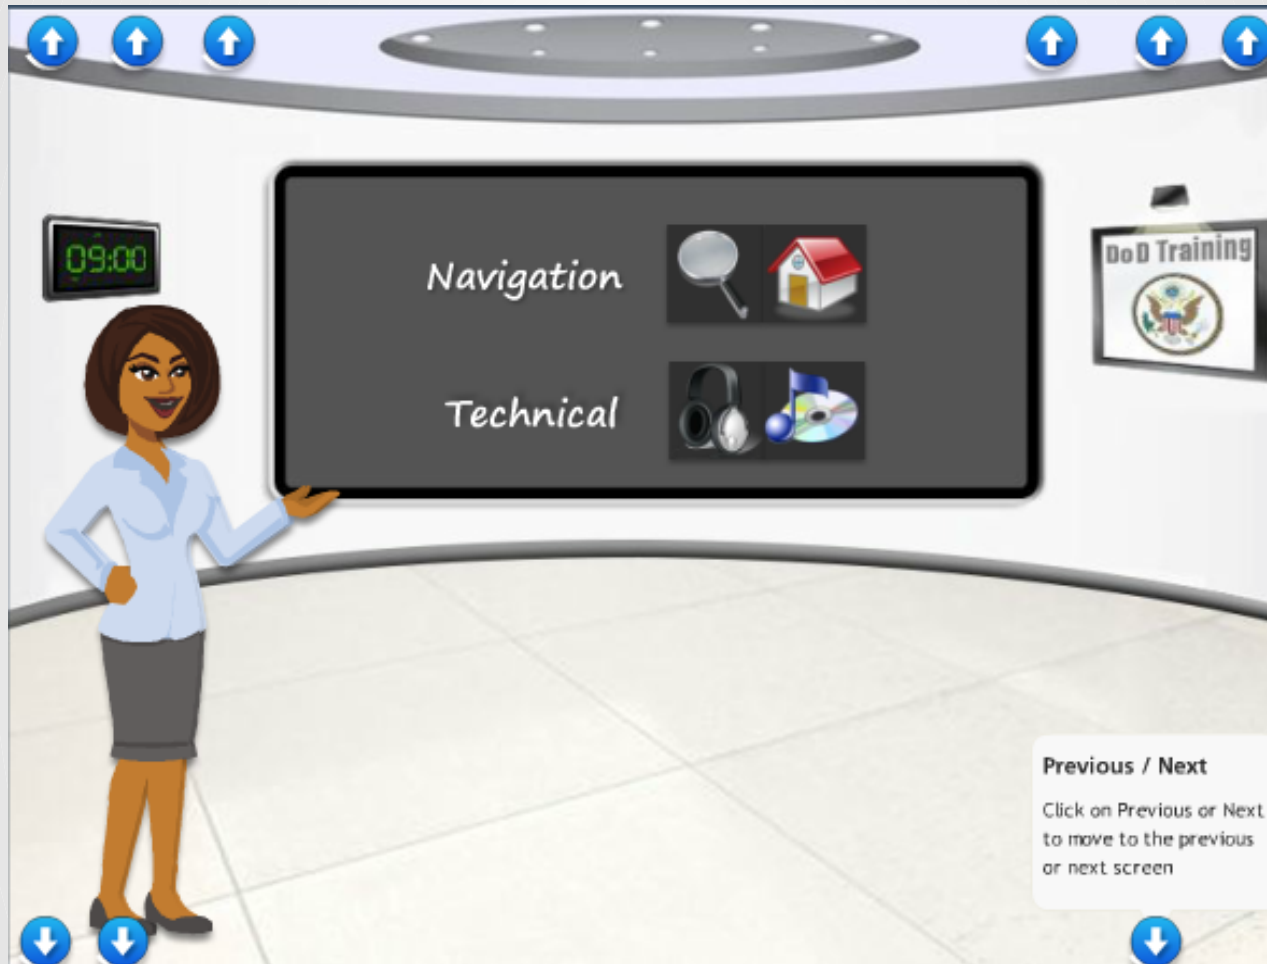 09:00
Navigation
Technical
DoD Training
Previous / Next
Click on Previous or Next
to move to the previous
or next screen